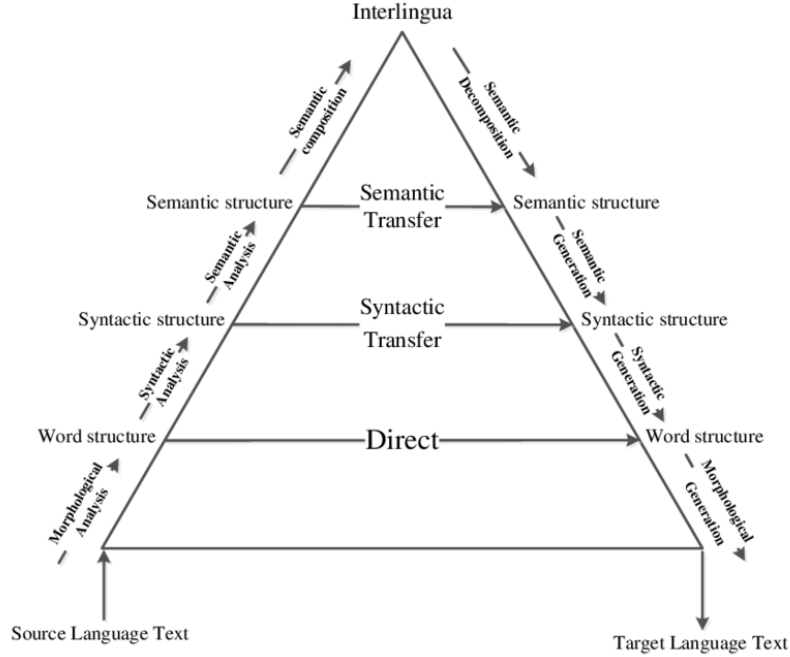 Interlingua
Semantic
composition
Semantic
Decomposition
Semantic structure
Semantic
Transfer
Semantic structure
Semantic
Analysis
Semantic
Generation
Syntactic structure
Syntactic
Transfer
Syntactic structure
Syntactic
Analysis
Syntactic
Generation
Word structure
Direct
Word structure
Morphological
Analysis
Morphological
Generation
Source Language Text
Target Language Text